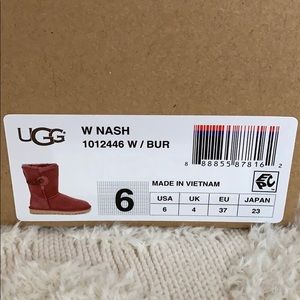 UGG
W NASH
1012446 W / BUR
8 88855 87816 2
6
MADE IN VIETNAM
USA UK EU JAPAN
6 4 37 23